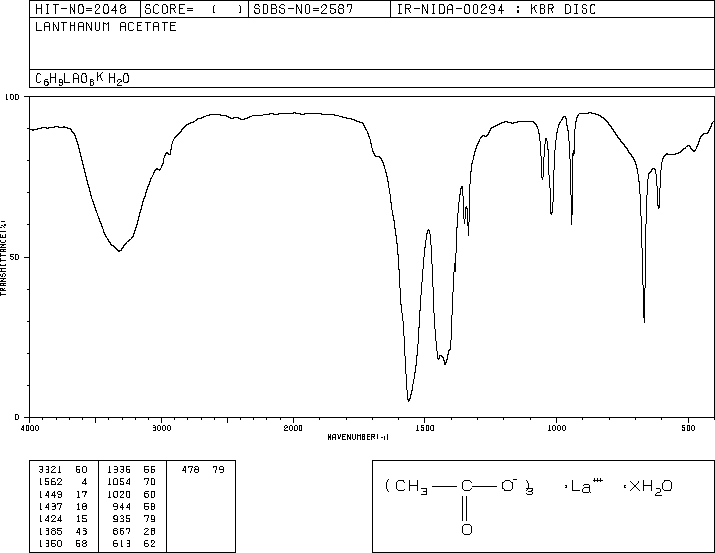 HIT-NO=2048 SCORE= ( ) SDBS-NO=2587 IR-NIDA-00294 : KBR DISC
LANTHANUM ACETATE
C6H9LAO6 X H2O
100
50
0
TRANSMITTANCE(%)
4000 3000 2000 1500 1000 500
WAVENUMBER(-1)
3321 60 1336 66 478 79
1562 4 1054 70
1449 17 1020 60
1437 18 944 58
1424 15 935 79
1385 43 667 28
1350 68 613 62
(CH3 — C — O-)3 ·La+++ ·XH2O
O